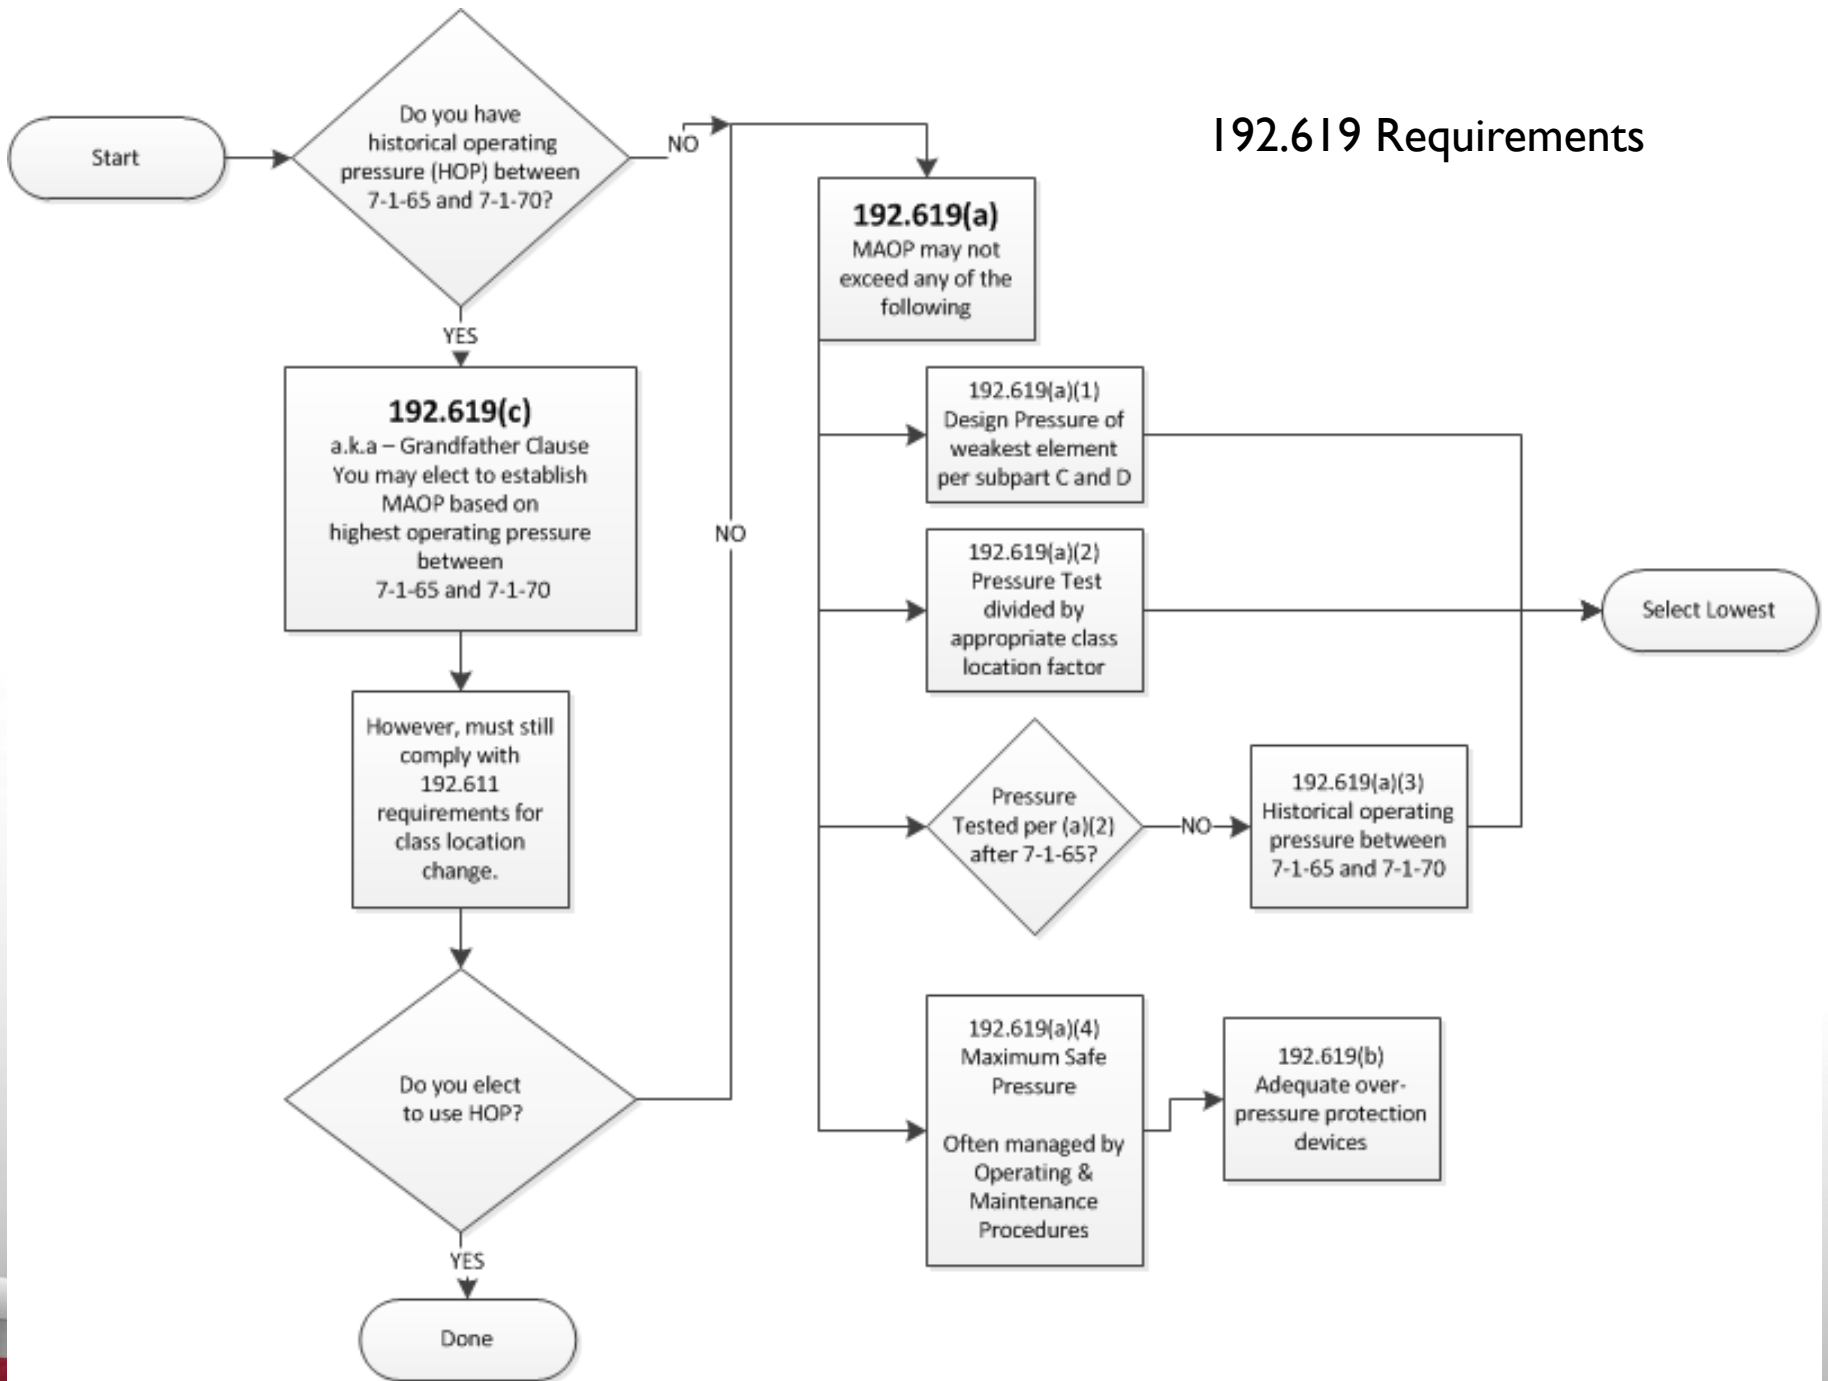 192.619 Requirements
Start
Do you have
historical operating
pressure (HOP) between
7-1-65 and 7-1-70?
NO
YES
192.619(c)
a.k.a – Grandfather Clause
You may elect to establish
MAOP based on
highest operating pressure
between
7-1-65 and 7-1-70
However, must still
comply with
192.611
requirements for
class location
change.
Do you elect
to use HOP?
NO
YES
Done
192.619(a)
MAOP may not
exceed any of the
following
192.619(a)(1)
Design Pressure of
weakest element
per subpart C and D
192.619(a)(2)
Pressure Test
divided by
appropriate class
location factor
Pressure
Tested per (a)(2)
after 7-1-65?
NO
192.619(a)(3)
Historical operating
pressure between
7-1-65 and 7-1-70
192.619(a)(4)
Maximum Safe
Pressure
Often managed by
Operating &
Maintenance
Procedures
192.619(b)
Adequate over-
pressure protection
devices
Select Lowest